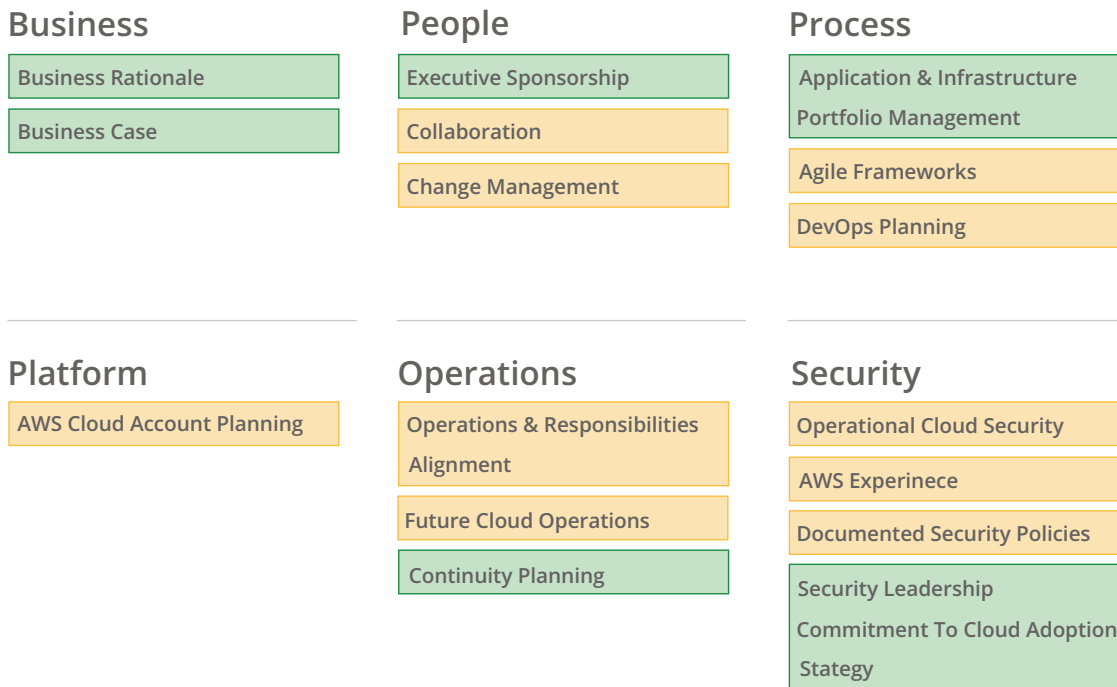 Business
Business Rationale
Business Case
People
Executive Sponsorship
Collaboration
Change Management
Process
Application & Infrastructure
Portfolio Management
Agile Frameworks
DevOps Planning
Platform
AWS Cloud Account Planning
Operations
Operations & Responsibilities
Alignment
Future Cloud Operations
Continuity Planning
Security
Operational Cloud Security
AWS Experinece
Documented Security Policies
Security Leadership
Commitment To Cloud Adoption
Stategy